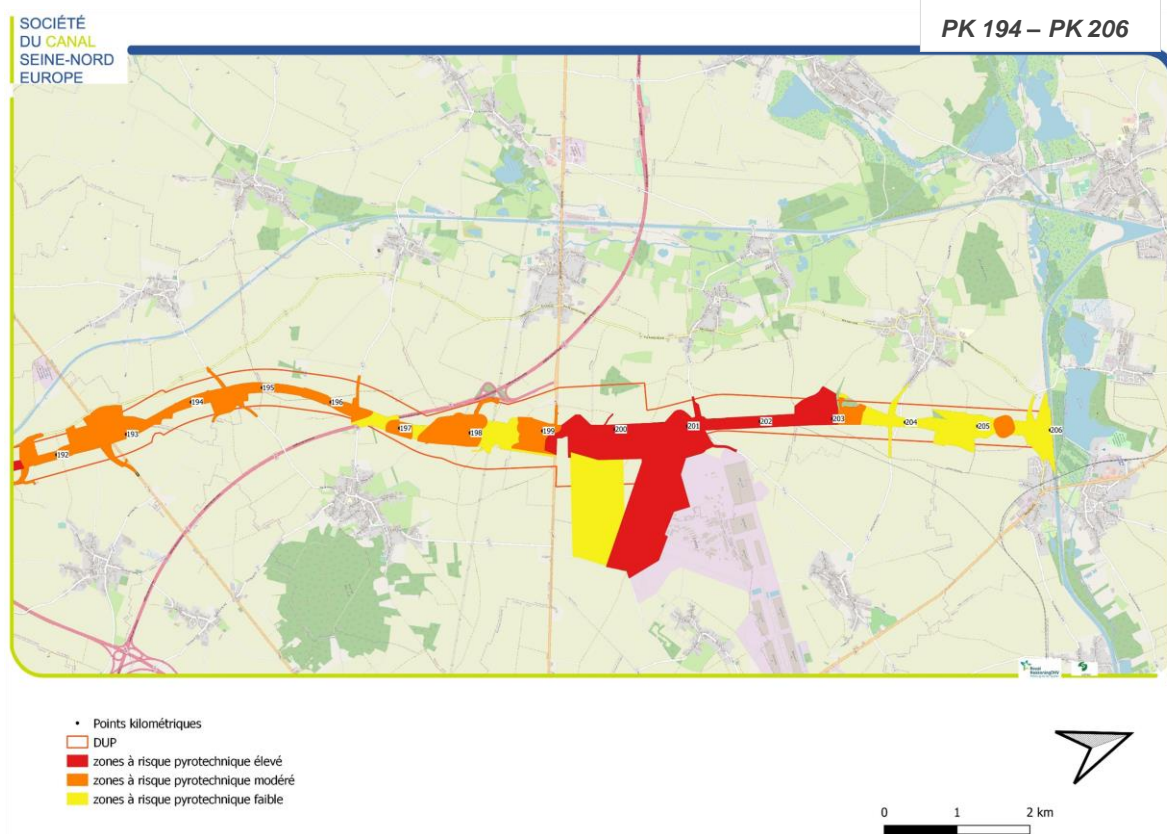 SOCIÉTÉ
DU CANAL
SEINE-NORD
EUROPE
PK 194 – PK 206
192
193
194
195
196
197
198
199
200
201
202
203
204
205
206
• Points kilométriques
DUP
zones à risque pyrotechnique élevé
zones à risque pyrotechnique modéré
zones à risque pyrotechnique faible
0 1 2 km